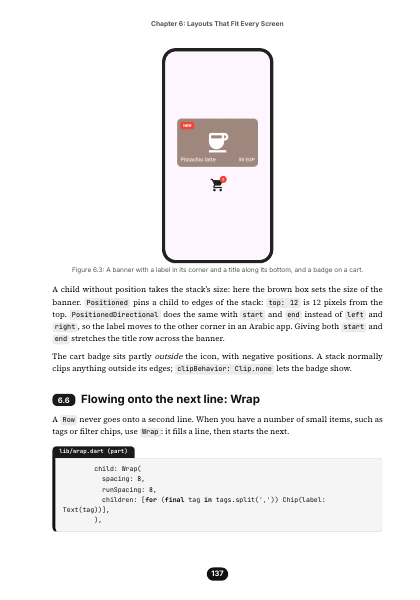 Chapter 6: Layouts That Fit Every Screen
NEW
Pistachio latte 55 EGP
Figure 6.3: A banner with a label in its corner and a title along its bottom, and a badge on a cart.
A child without position takes the stack's size: here the brown box sets the size of the
banner. Positioned pins a child to edges of the stack: top: 12 is 12 pixels from the
top. PositionedDirectional does the same with start and end instead of left and
right, so the label moves to the other corner in an Arabic app. Giving both start and
end stretches the title row across the banner.
The cart badge sits partly outside the icon, with negative positions. A stack normally
clips anything outside its edges; clipBehavior: Clip.none lets the badge show.
6.6 Flowing onto the next line: Wrap
A Row never goes onto a second line. When you have a number of small items, such as
tags or filter chips, use Wrap: it fills a line, then starts the next.
lib/wrap.dart (part)
child: Wrap(
spacing: 8,
runSpacing: 8,
children: [for (final tag in tags.split(',')) Chip(label:
Text(tag))],
),
137